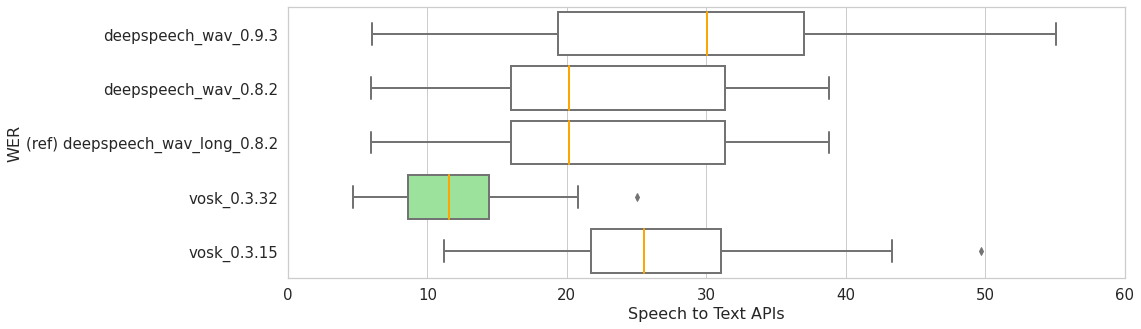 deepspeech_wav_0.9.3
deepspeech_wav_0.8.2
(ref) deepspeech_wav_long_0.8.2
vosk_0.3.32
vosk_0.3.15
WER
0 10 20 30 40 50 60
Speech to Text APIs